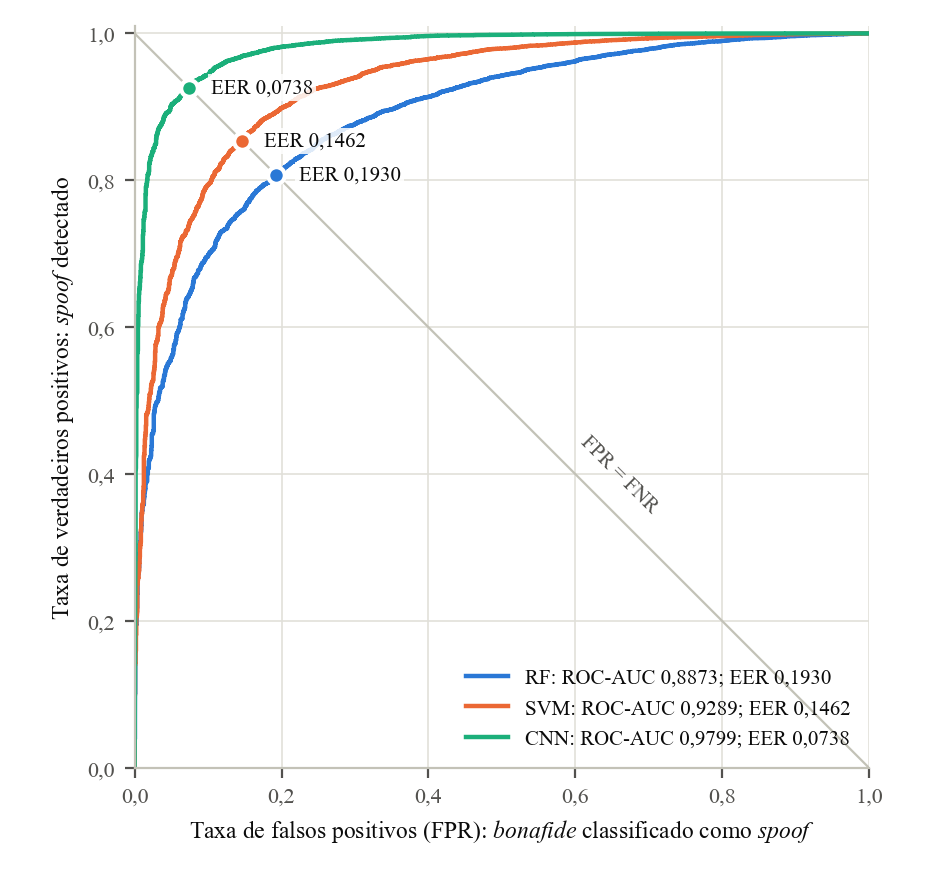 Taxa de verdadeiros positivos: spoof detectado
1,0
0,8
0,6
0,4
0,2
0,0
EER 0,0738
EER 0,1462
EER 0,1930
FPR = FNR
RF: ROC-AUC 0,8873; EER 0,1930
SVM: ROC-AUC 0,9289; EER 0,1462
CNN: ROC-AUC 0,9799; EER 0,0738
0,0
0,2
0,4
0,6
0,8
1,0
Taxa de falsos positivos (FPR): bonafide classificado como spoof